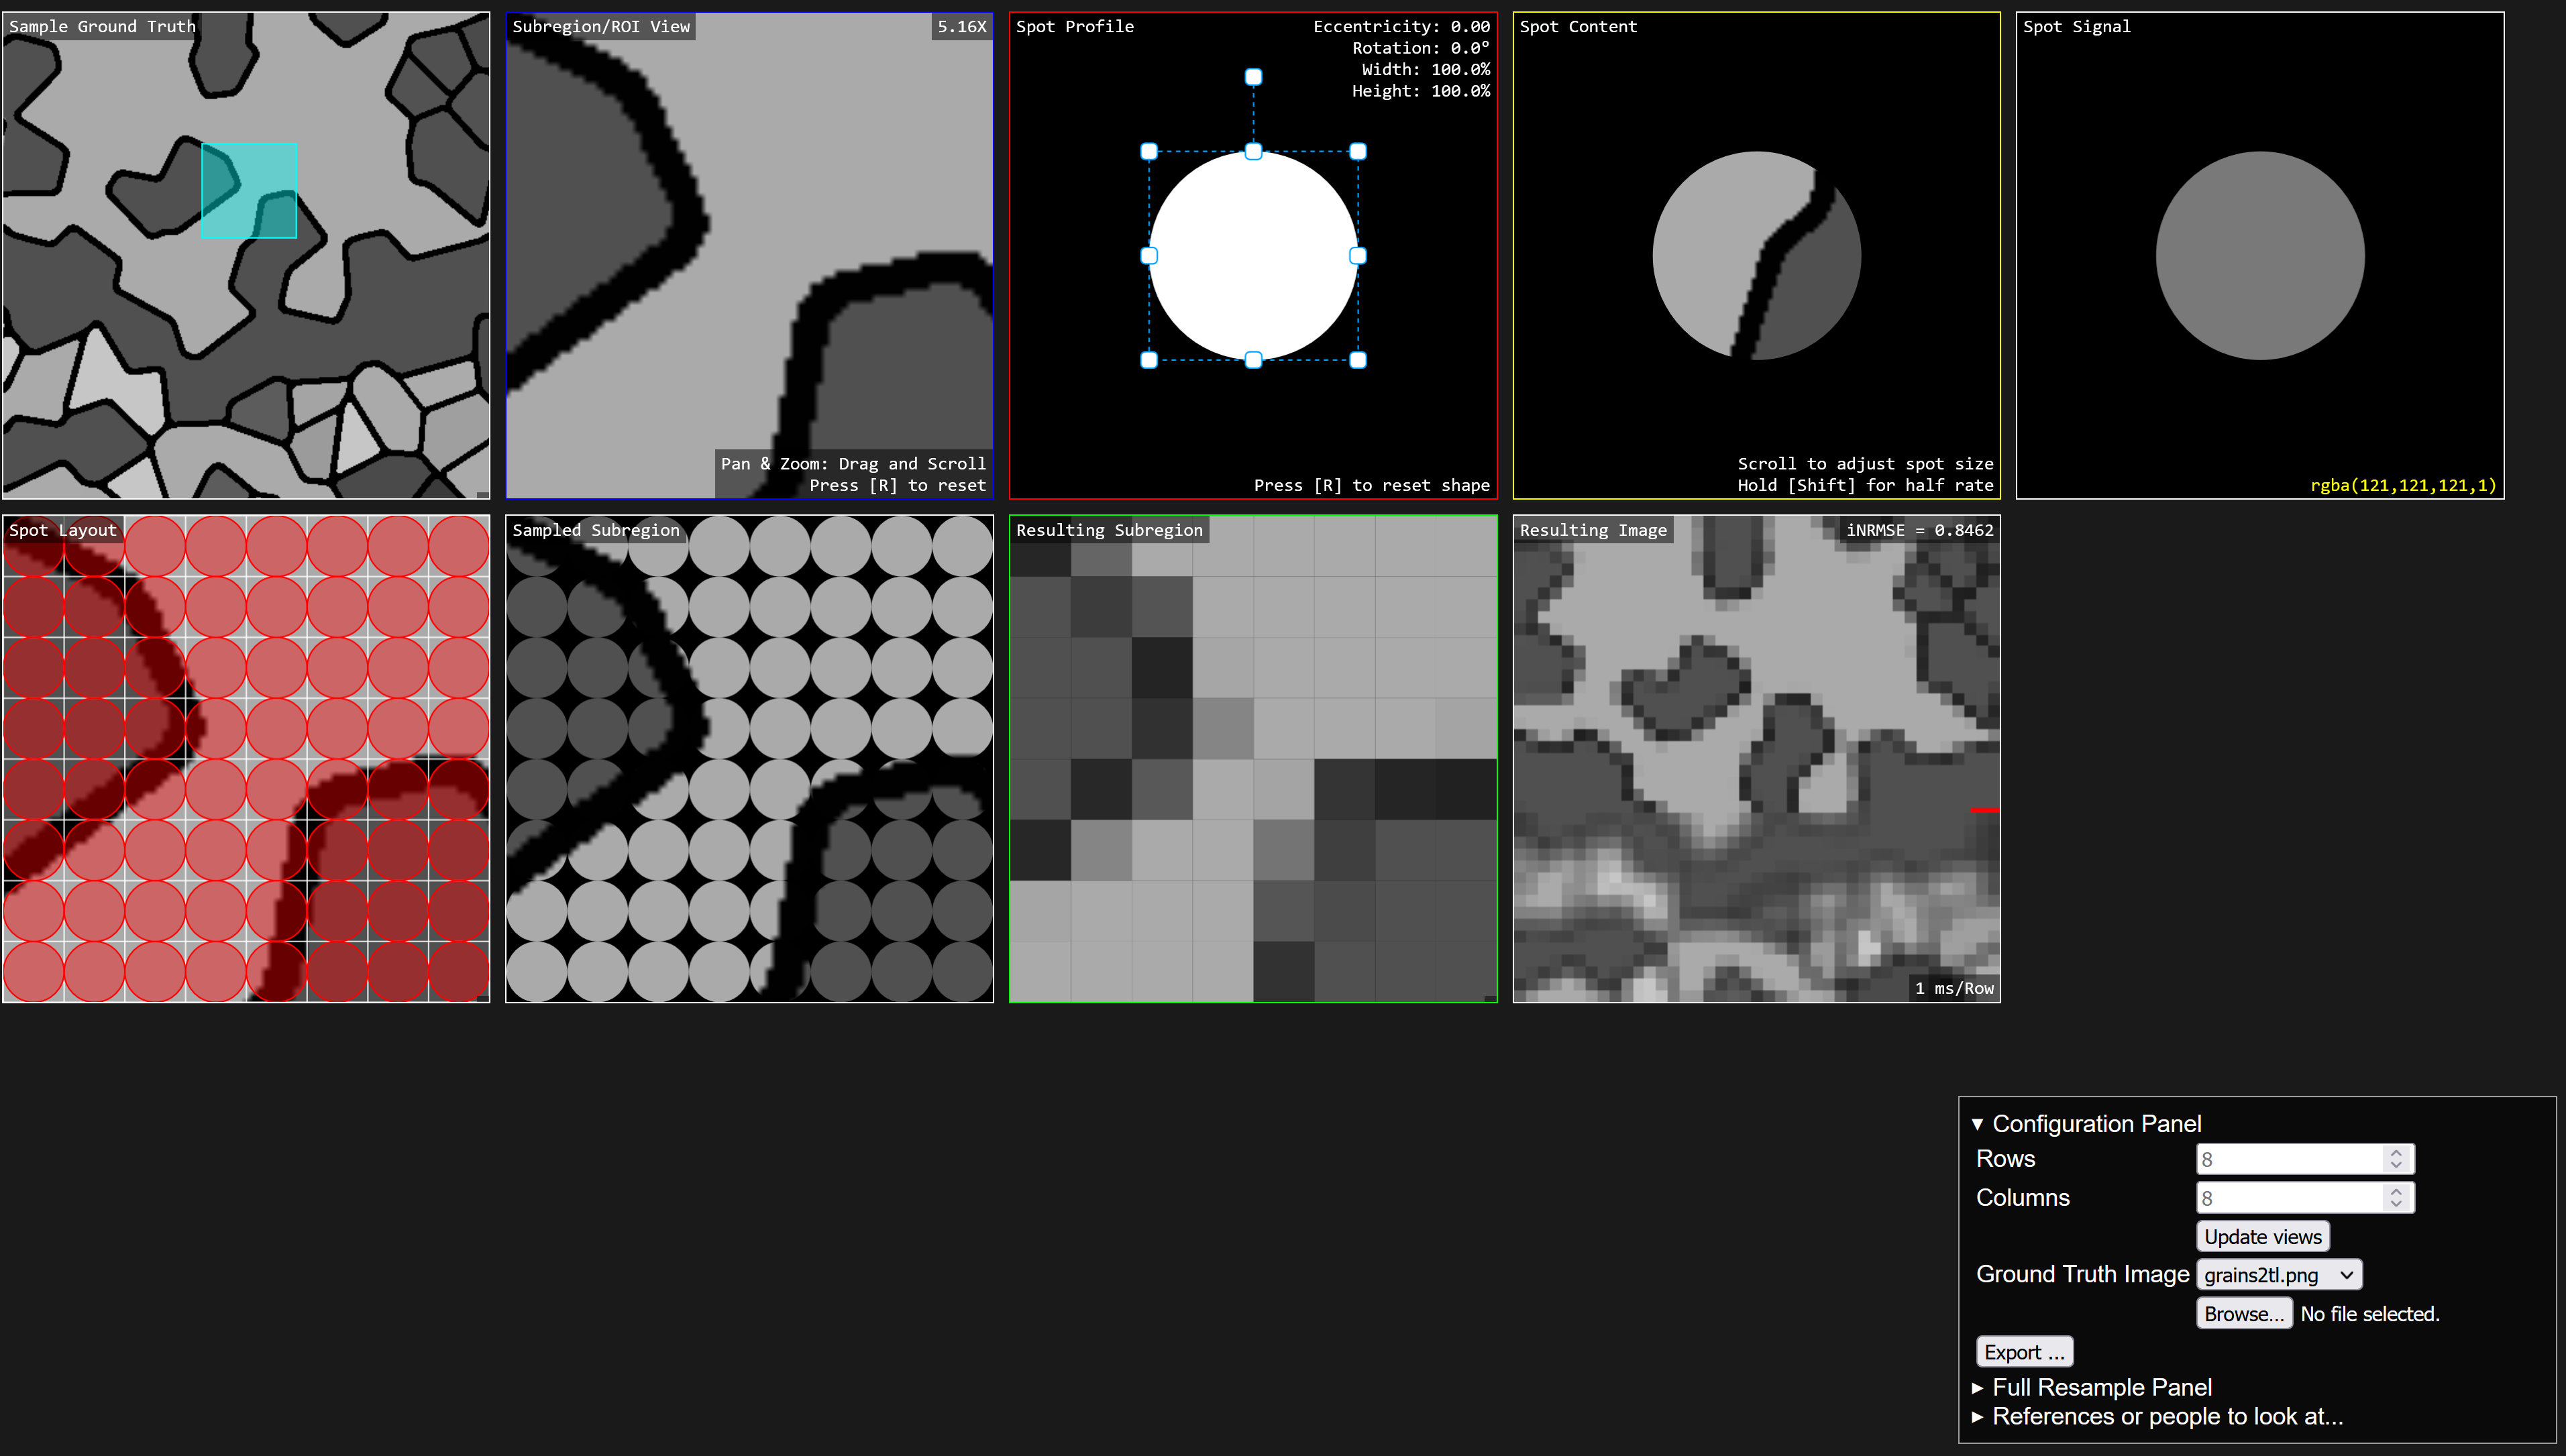 Sample Ground Truth
Subregion/ROI View
5.16X
Pan & Zoom: Drag and Scroll
Press [R] to reset
Spot Profile
Eccentricity: 0.00
Rotation: 0.0°
Width: 100.0%
Height: 100.0%
Press [R] to reset shape
Spot Content
Scroll to adjust spot size
Hold [Shift] for half rate
Spot Signal
rgba(121,121,121,1)
Spot Layout
Sampled Subregion
Resulting Subregion
Resulting Image
iNRMSE = 0.8462
1 ms/Row
▼ Configuration Panel
Rows 8
Columns 8
Update views
Ground Truth Image grains2tl.png
Browse... No file selected.
Export ...
► Full Resample Panel
► References or people to look at...